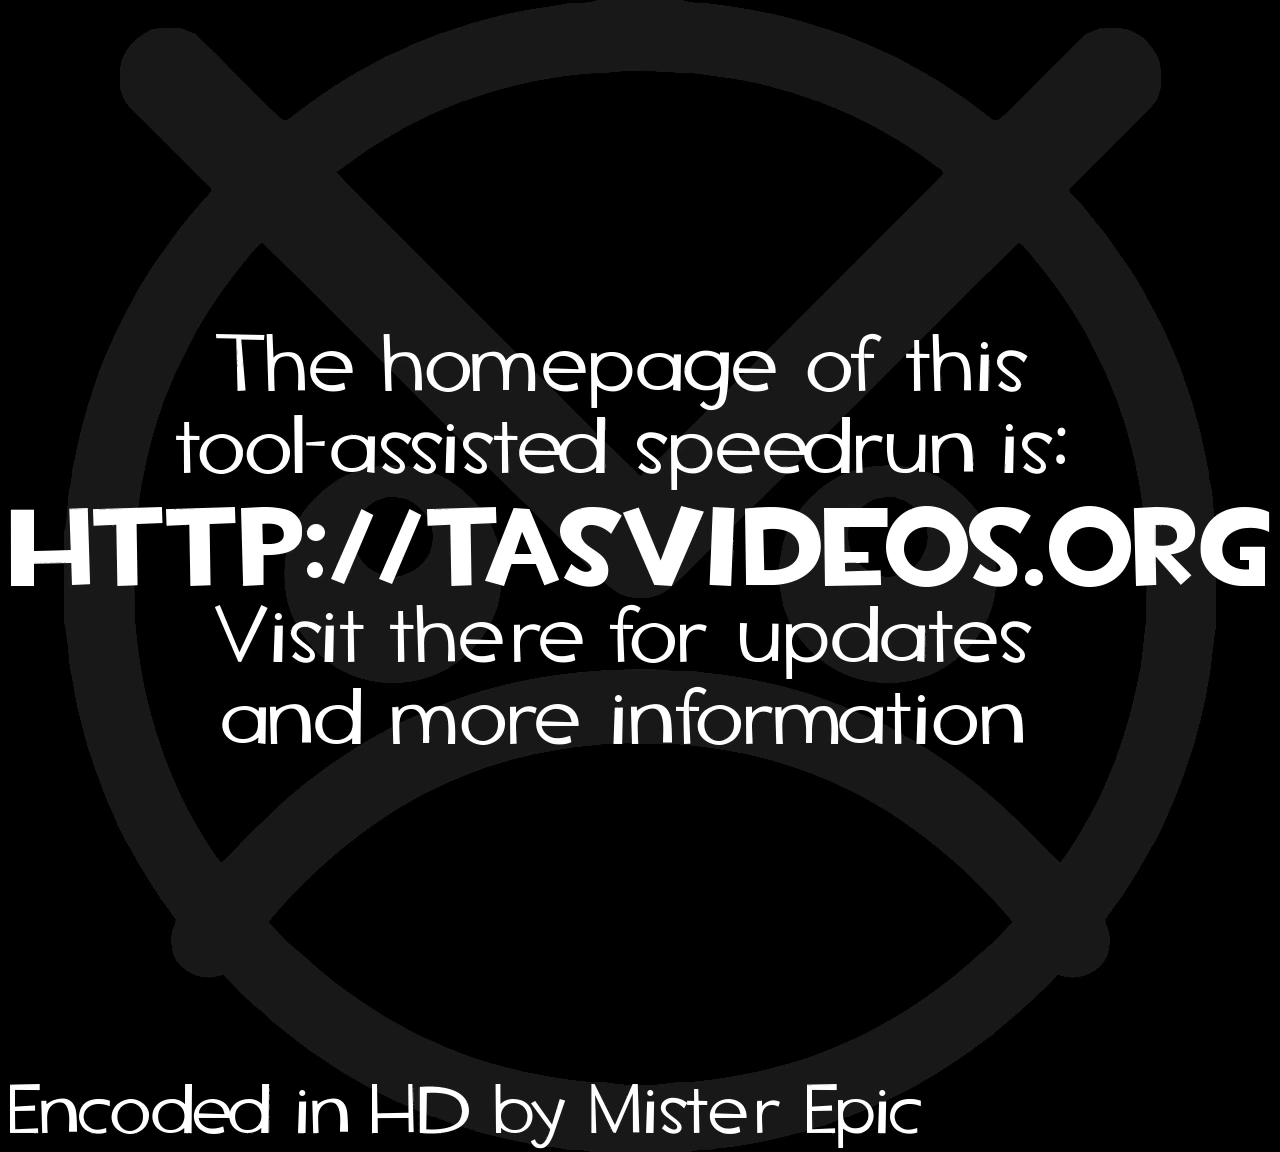 The homepage of this
tool-assisted speedrun is:
HTTP://TASVIDEOS.ORG
Visit there for updates
and more information
Encoded in HD by Mister Epic